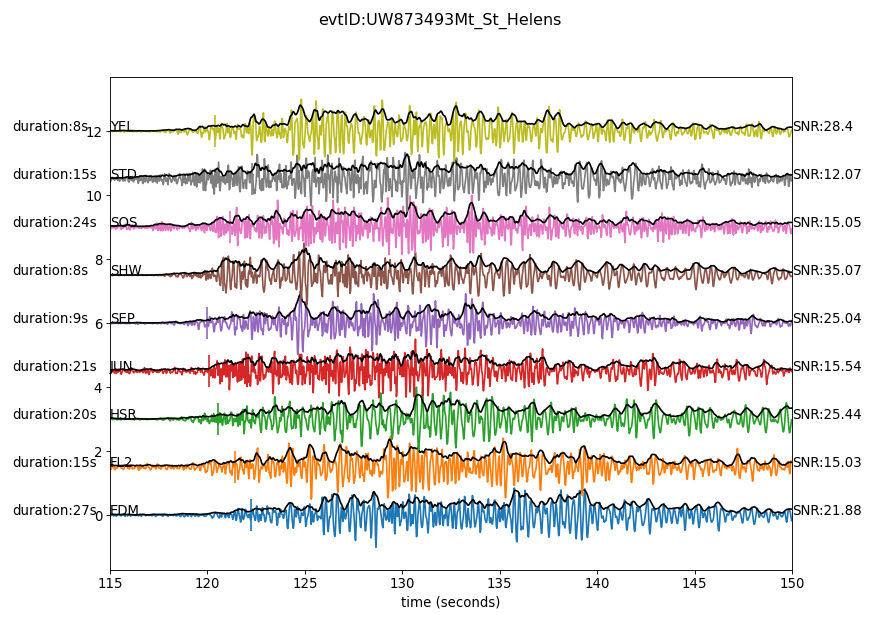 evtID:UW873493Mt_St_Helens
duration:8s YEL SNR:28.4
12
duration:15s STD SNR:12.07
10
duration:24s SOS SNR:15.05
8
duration:8s SHW SNR:35.07
duration:9s SEP SNR:25.04
6
duration:21s JUN SNR:15.54
4
duration:20s HSR SNR:25.44
2
duration:15s FL2 SNR:15.03
duration:27s EDM SNR:21.88
0
115 120 125 130 135 140 145 150
time (seconds)